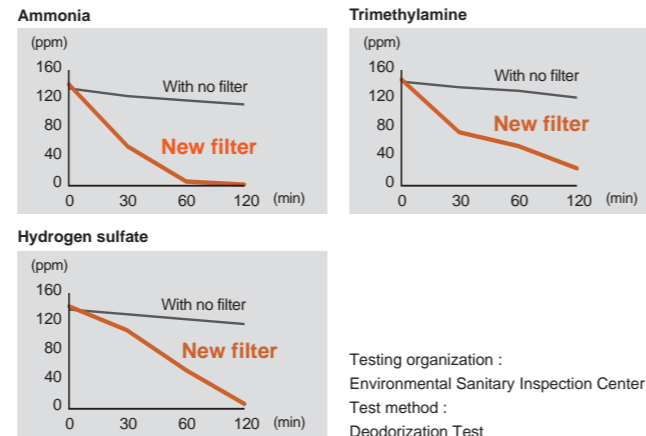 Ammonia
(ppm)
160
120
80
40
0
With no filter
New filter
0 30 60 120 (min)
Trimethylamine
(ppm)
160
120
80
40
0
With no filter
New filter
0 30 60 120 (min)
Hydrogen sulfate
(ppm)
160
120
80
40
0
With no filter
New filter
0 30 60 120 (min)
Testing organization :
Environmental Sanitary Inspection Center
Test method :
Deodorization Test